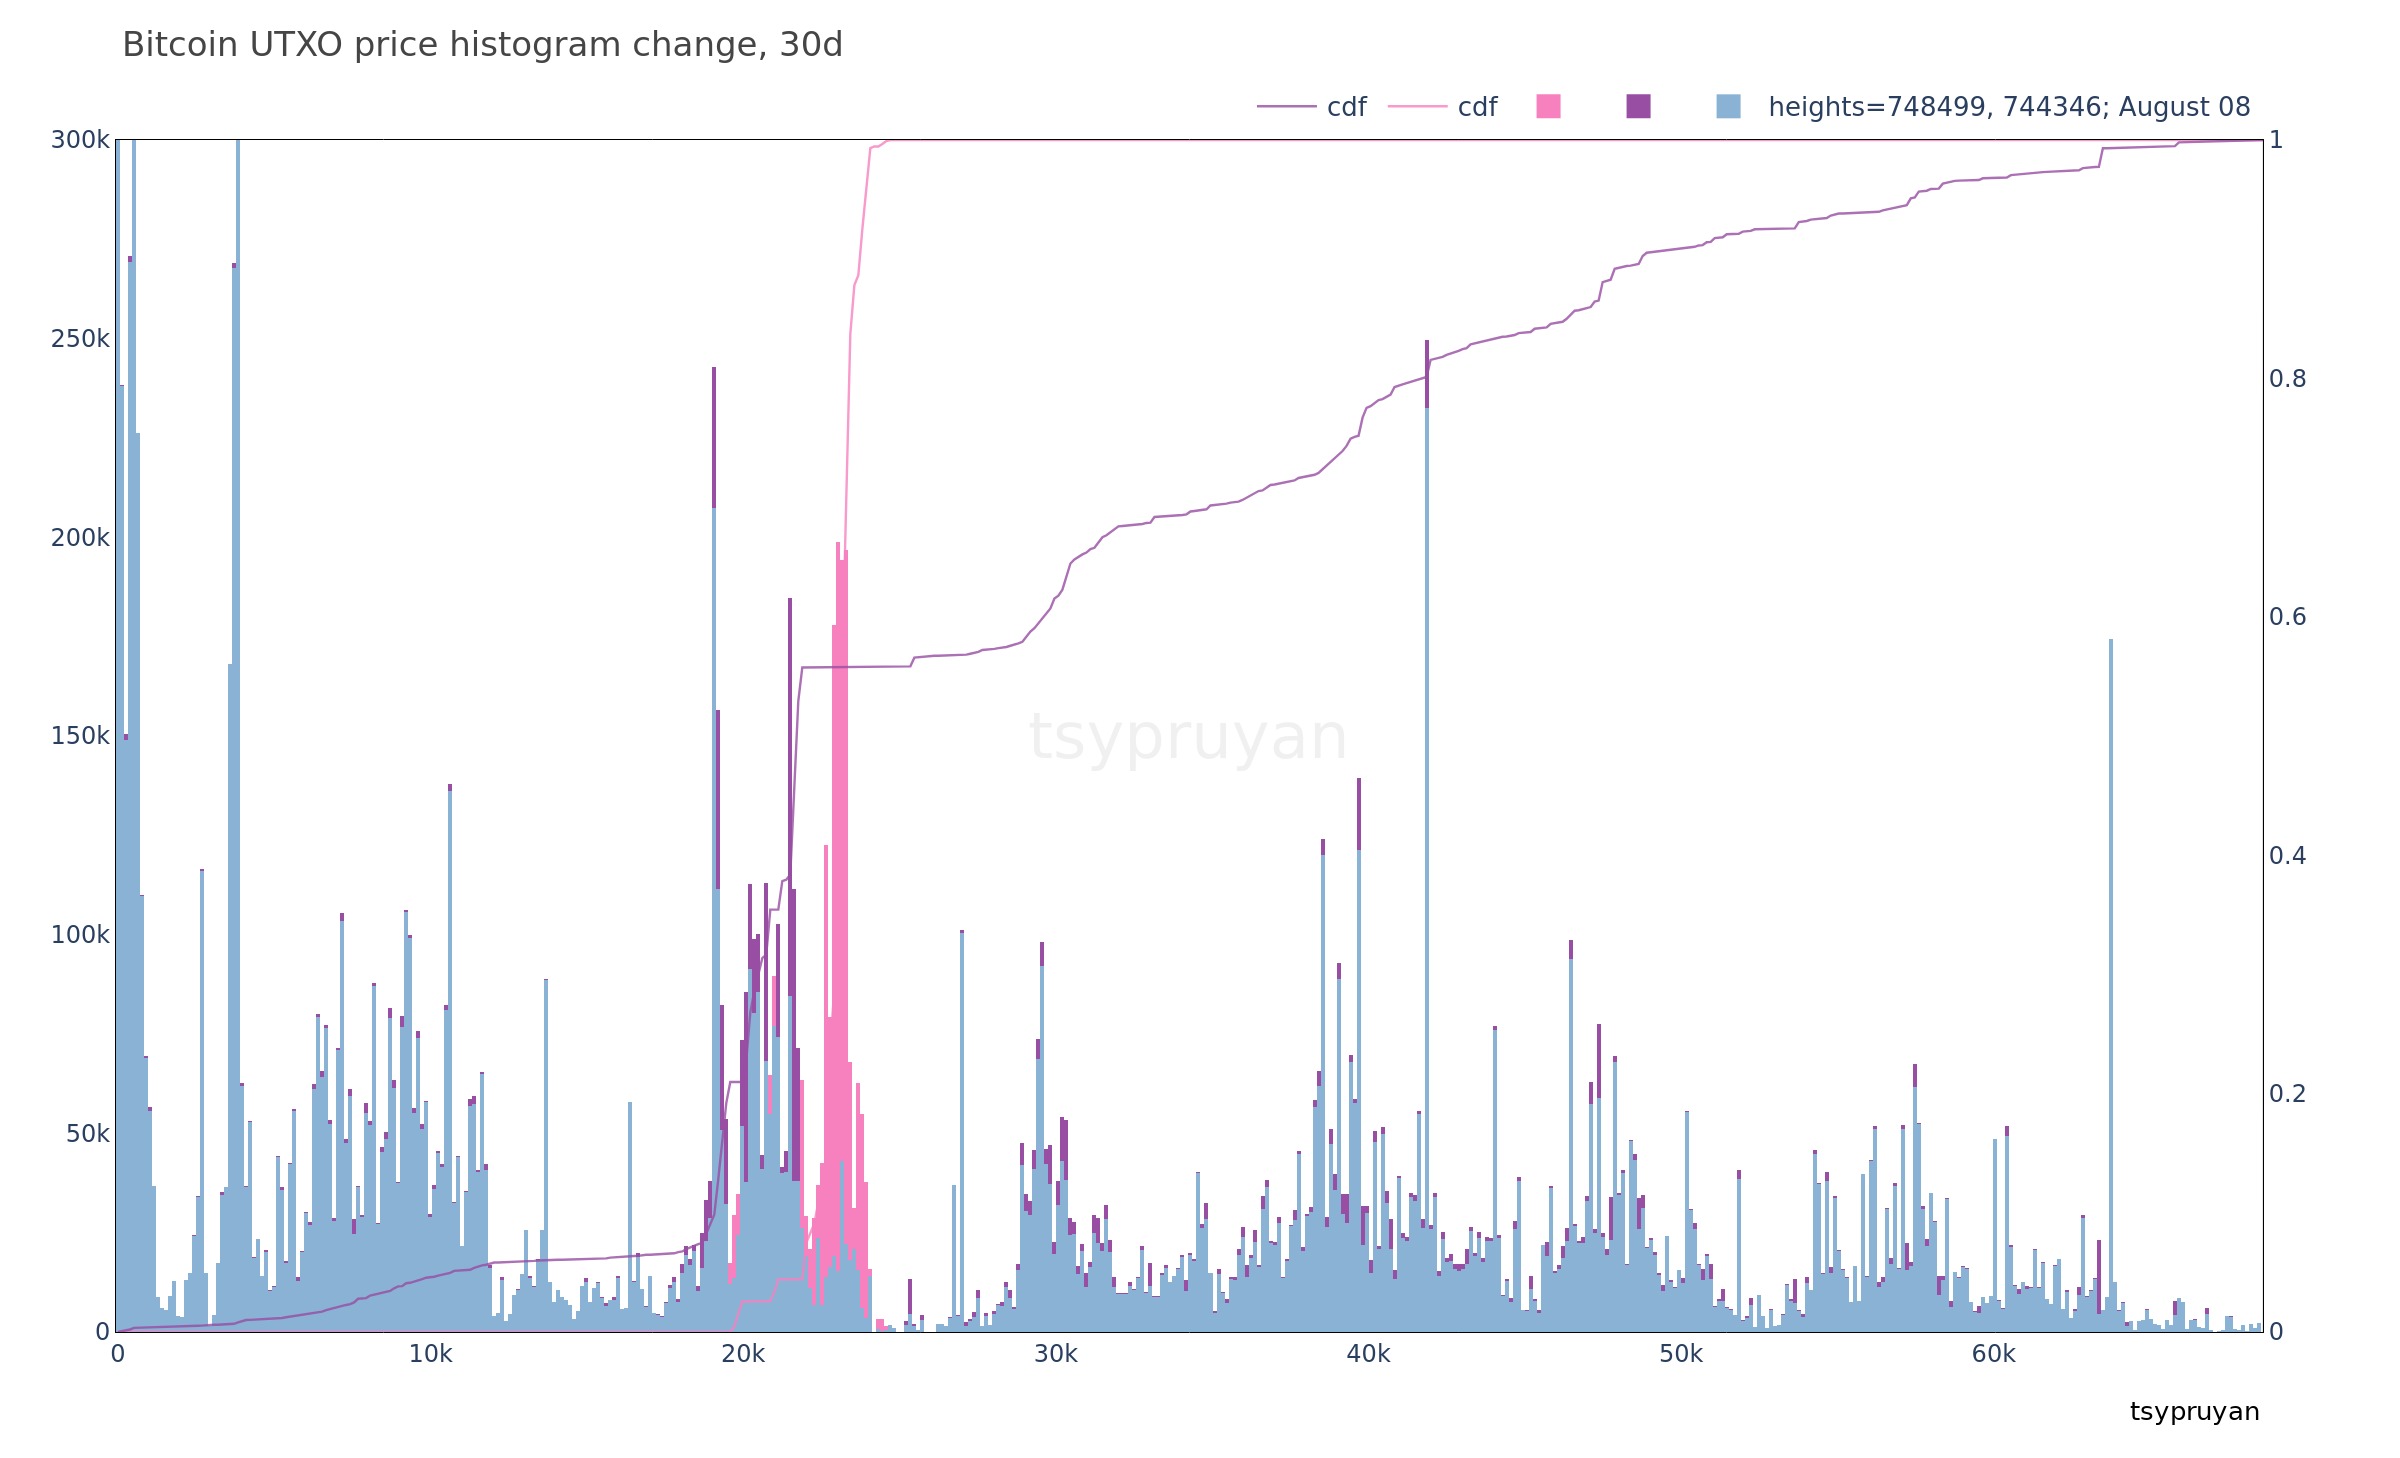 Bitcoin UTXO price histogram change, 30d
cdf cdf heights=748499, 744346; August 08
300k 1
250k
0.8
200k
0.6
150k
tsypruyan
0.4
100k
0.2
50k
0 0
0 10k 20k 30k 40k 50k 60k
tsypruyan